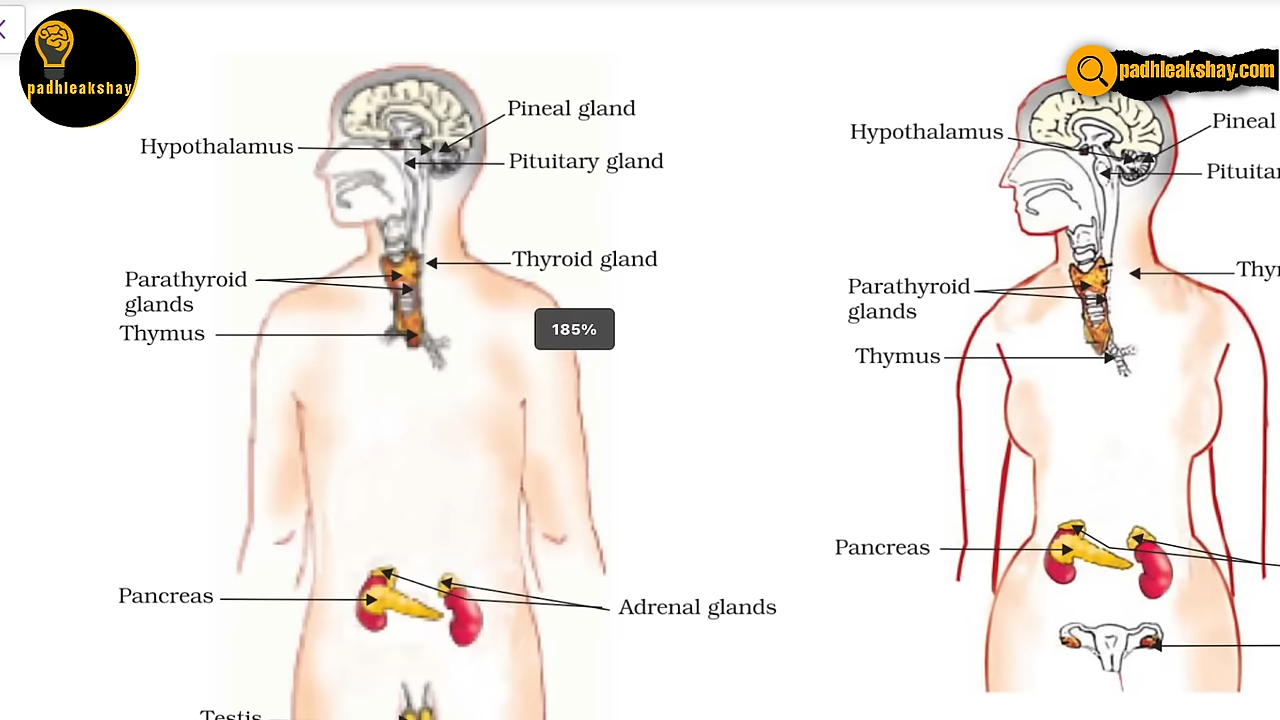 padhleakshay
padhleakshay.com
Pineal gland
Hypothalamus
Pituitary gland
Thyroid gland
Parathyroid
glands
Thymus
185%
Pancreas
Adrenal glands
Testis
Pineal
Hypothalamus
Pituitar
Thyr
Parathyroid
glands
Thymus
Pancreas